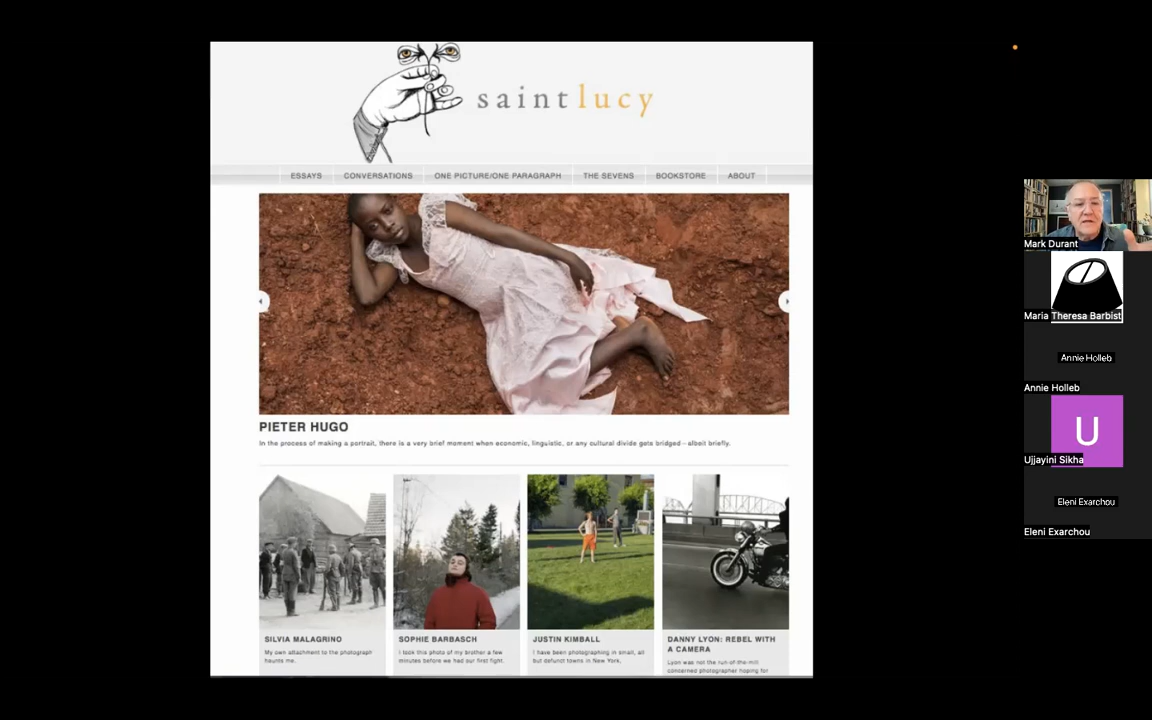 saintlucy
ESSAYS CONVERSATIONS ONE PICTURE/ONE PARAGRAPH THE SEVENS BOOKSTORE ABOUT
PIETER HUGO
In the process of making a portrait, there is a very brief moment when economic, linguistic, or any cultural divide gets bridged – albeit briefly.
SILVIA MALAGRINO
My own attachment to the photograph
haunts me.
SOPHIE BARBASCH
I took this photo of my brother a few
minutes before we had our first fight.
JUSTIN KIMBALL
I have been photographing in small, all
but defunct towns in New York.
DANNY LYON: REBEL WITH
A CAMERA
Lyon was not the run-of-the-mill
concerned photographer hoping for
Mark Durant
Maria Theresa Barbist
Annie Holleb
Annie Holleb
U
Ujjayini Sikha
Eleni Exarchou
Eleni Exarchou